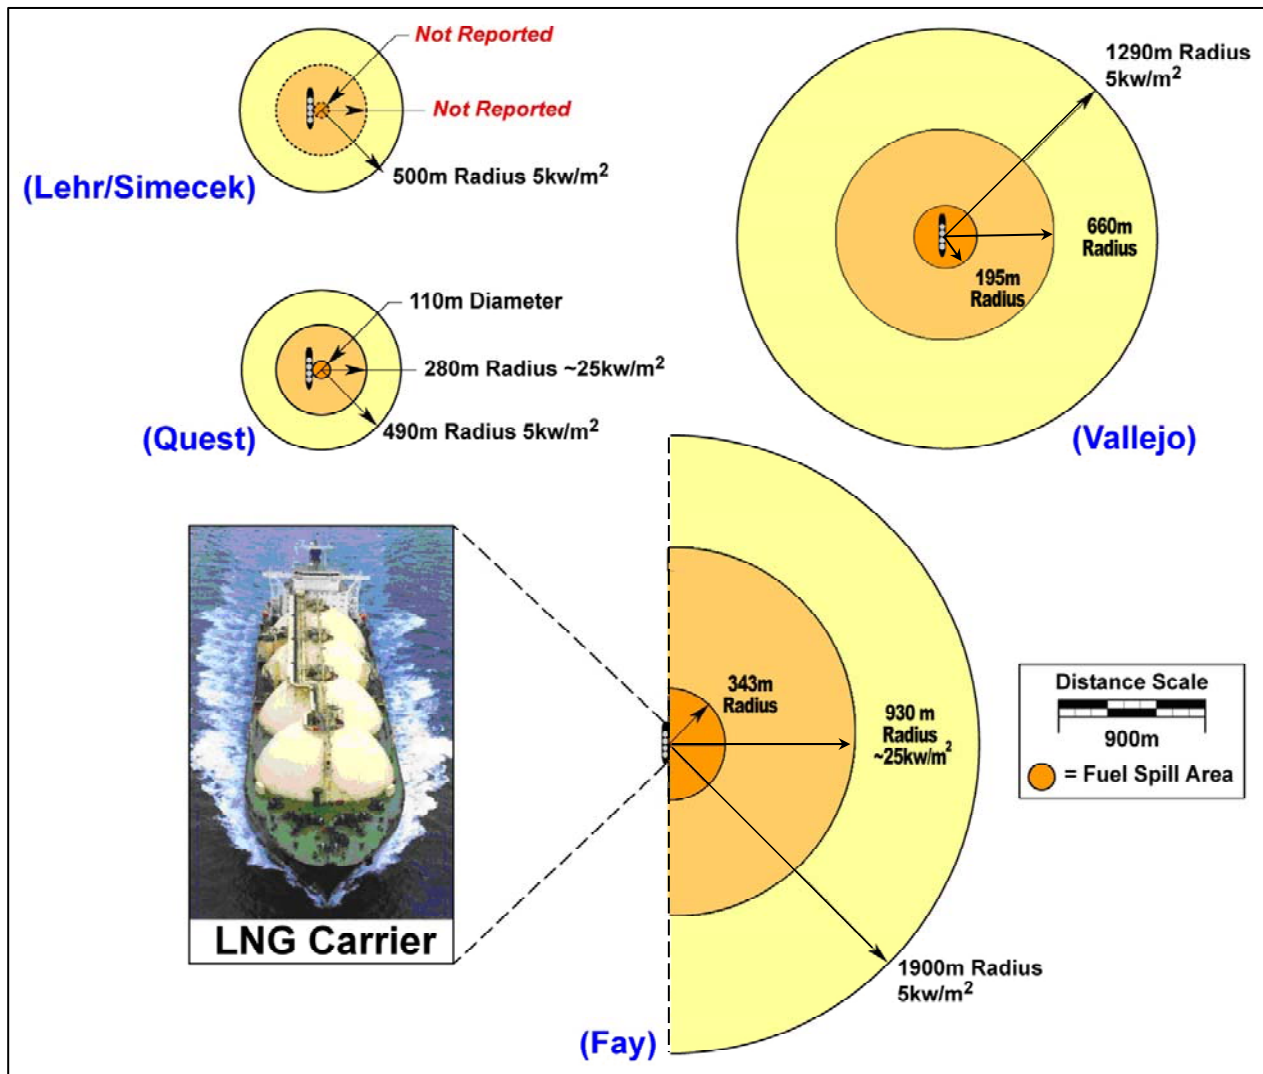 Not Reported
Not Reported
500m Radius 5kw/m²
(Lehr/Simecek)
1290m Radius
5kw/m²
660m
Radius
195m
Radius
(Vallejo)
110m Diameter
280m Radius ~25kw/m²
490m Radius 5kw/m²
(Quest)
LNG Carrier
343m
Radius
930 m
Radius
~25kw/m²
1900m Radius
5kw/m²
(Fay)
Distance Scale
900m
= Fuel Spill Area